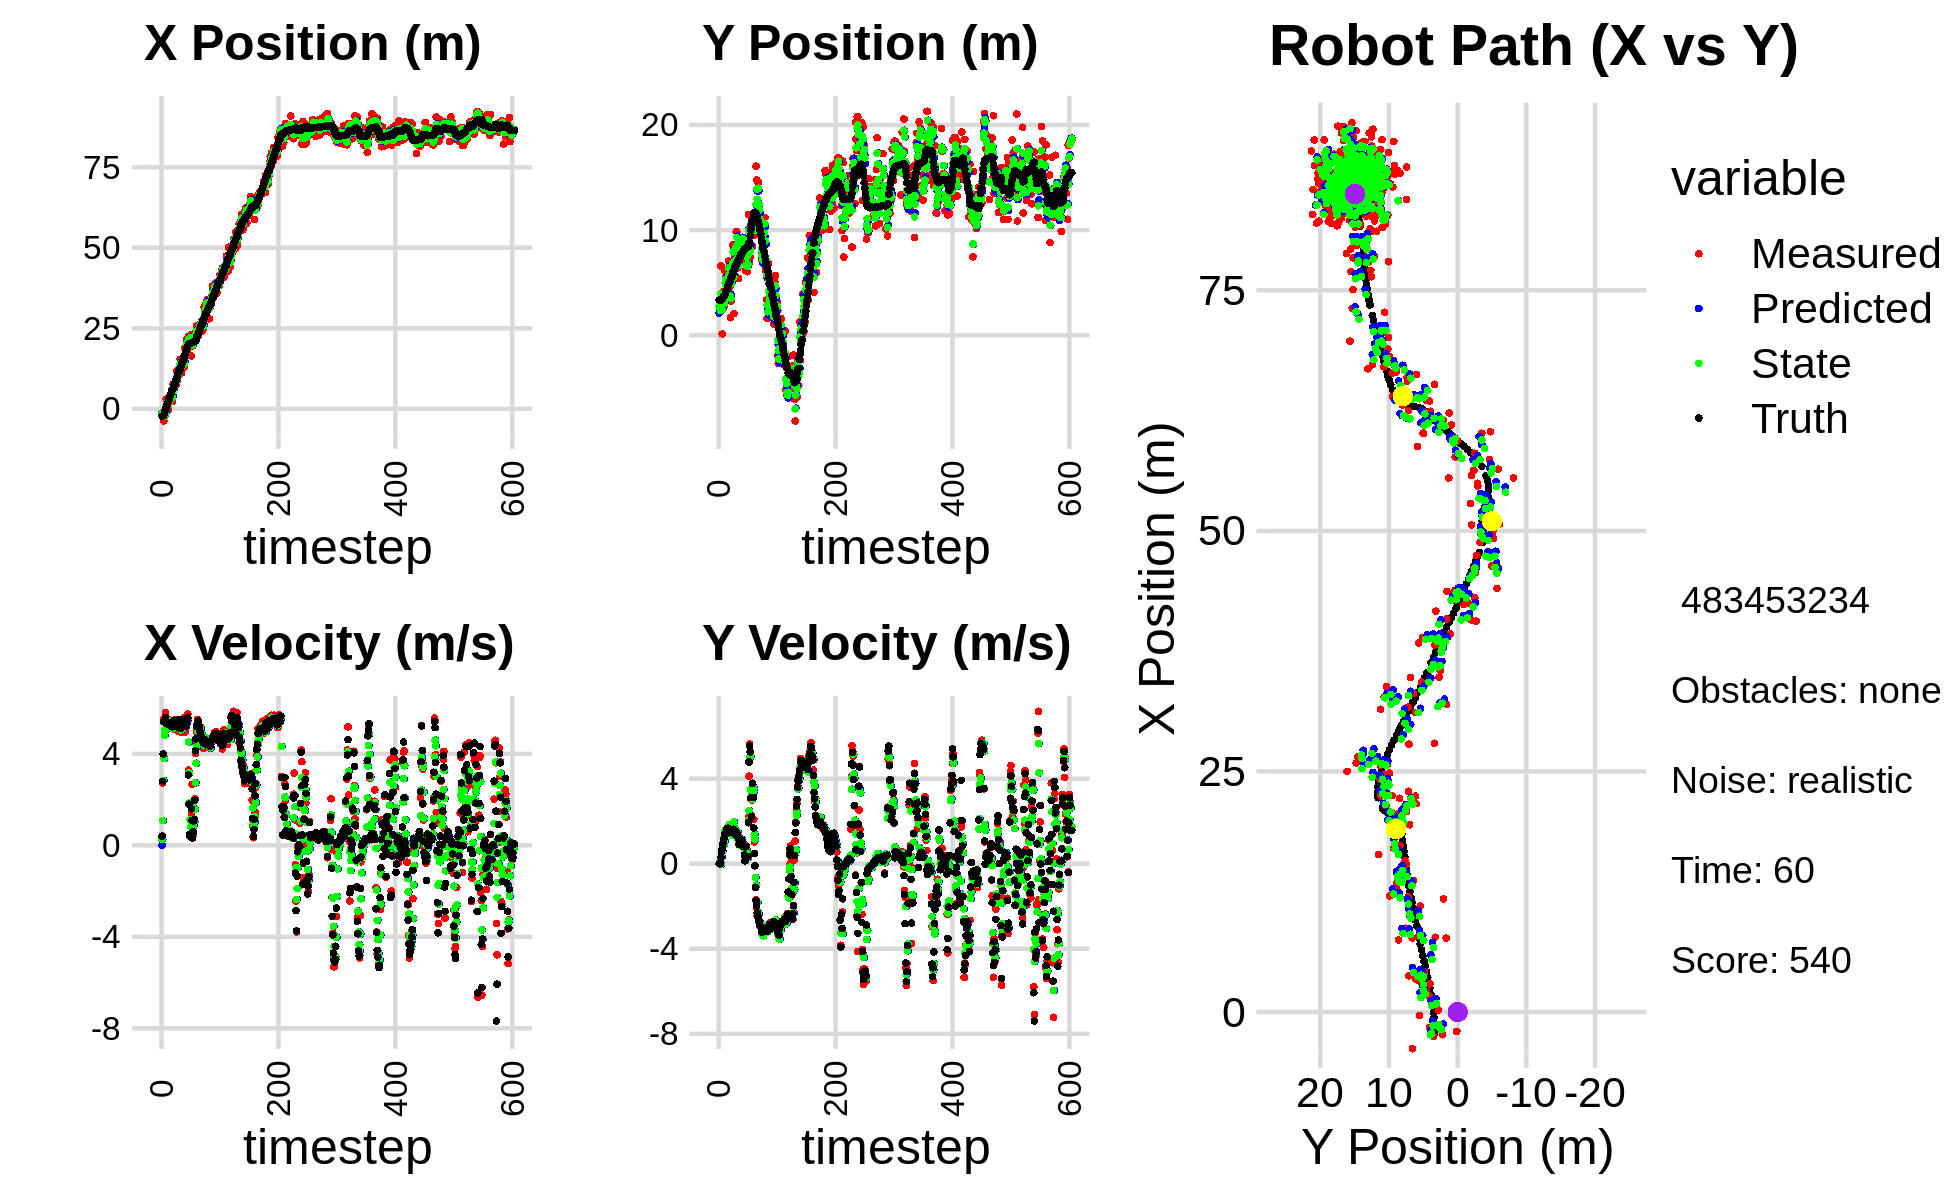 X Position (m)
75
50
25
0
0
200
400
600
timestep
Y Position (m)
20
10
0
0
200
400
600
timestep
X Velocity (m/s)
4
0
-4
-8
0
200
400
600
timestep
Y Velocity (m/s)
4
0
-4
-8
0
200
400
600
timestep
Robot Path (X vs Y)
X Position (m)
75
50
25
0
20 10 0 -10 -20
Y Position (m)
variable
Measured
Predicted
State
Truth
483453234
Obstacles: none
Noise: realistic
Time: 60
Score: 540